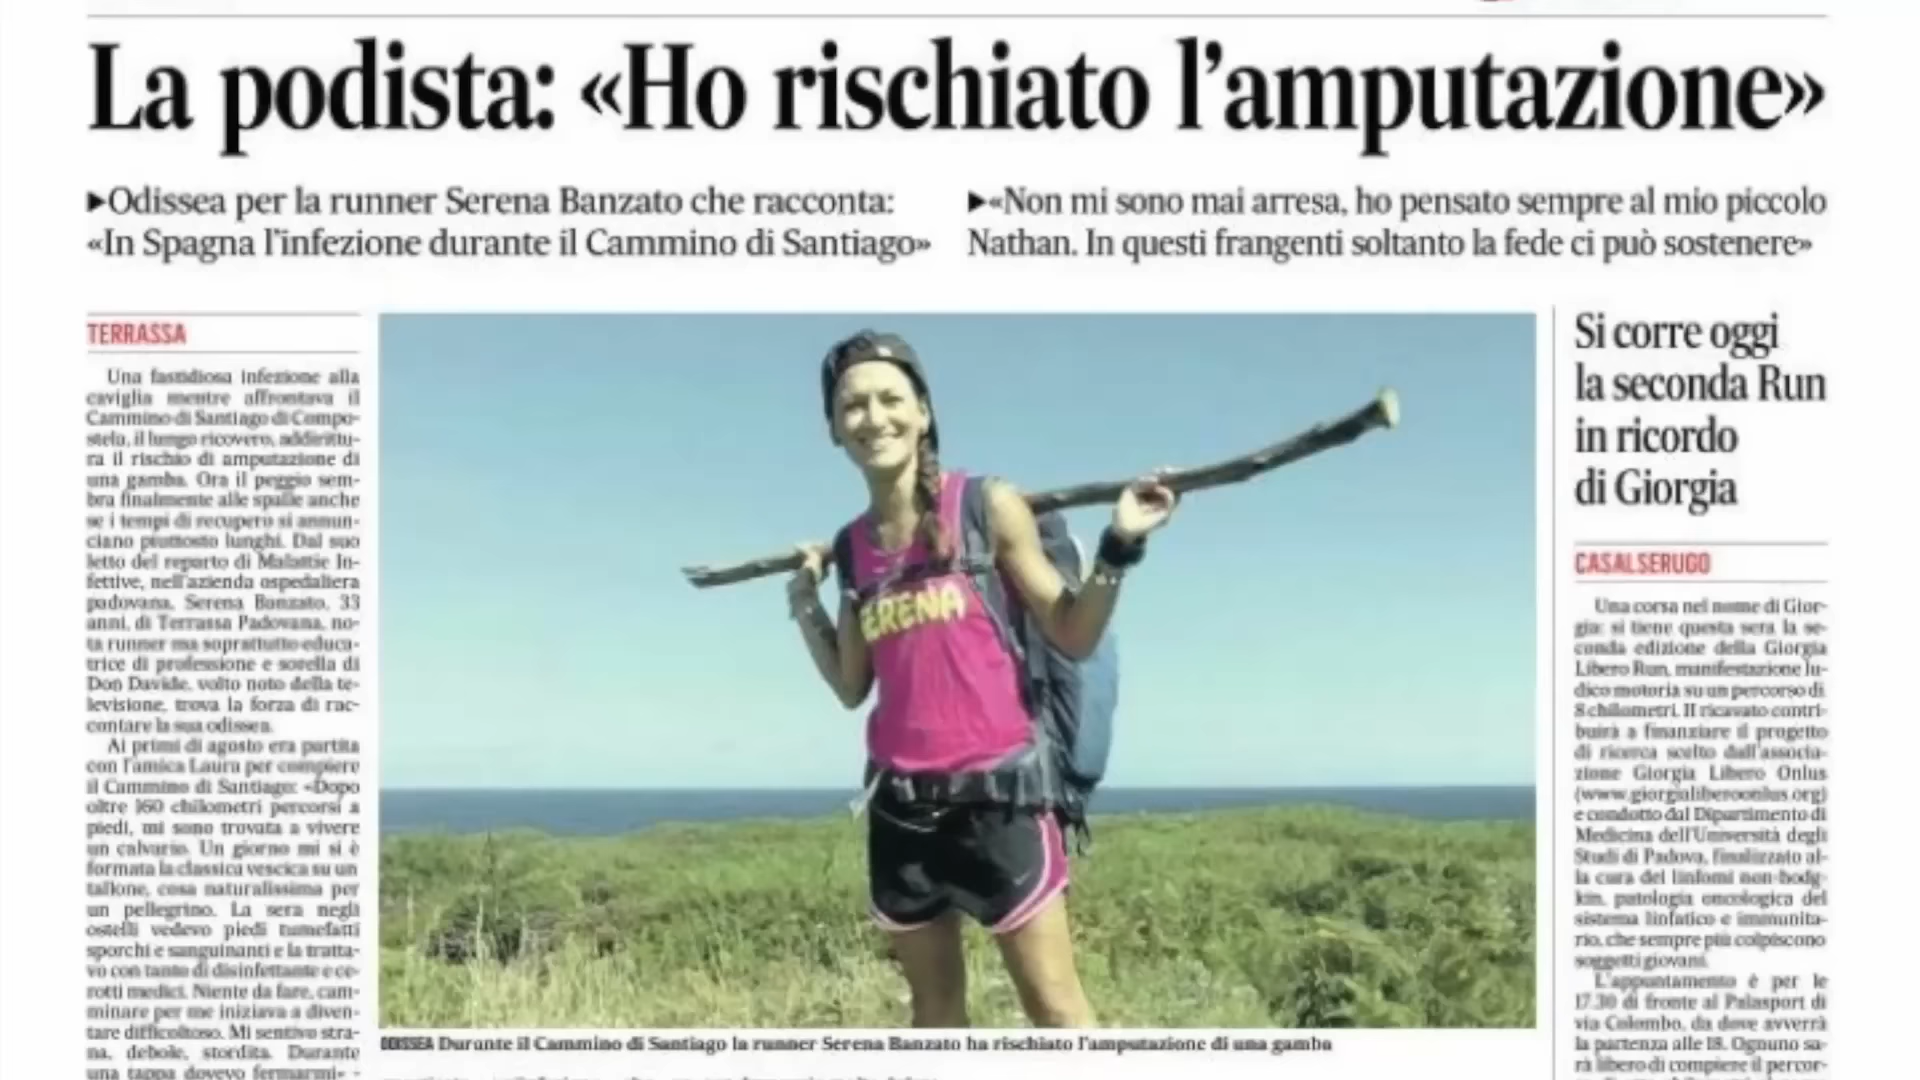 La podista: «Ho rischiato l'amputazione»
▶Odissea per la runner Serena Banzato che racconta:
«In Spagna l'infezione durante il Cammino di Santiago»
▶«Non mi sono mai arresa, ho pensato sempre al mio piccolo
Nathan. In questi frangenti soltanto la fede ci può sostenere»
TERRASSA
Una fastidiosa infezione alla
caviglia mentre affrontava il
Cammino di Santiago di Compo-
stela, il lungo ricovero, addirittu-
ra il rischio di amputazione di
una gamba. Ora il peggio sem-
bra finalmente alle spalle anche
se i tempi di recupero si annun-
ciano piuttosto lunghi. Dal suo
letto del reparto di Malattie In-
fettive, nell'azienda ospedaliera
padovana, Serena Banzato, 33
anni, di Terrassa Padovana, no-
ta runner ma soprattutto educa-
trice di professione e sorella di
Don Davide, volto noto della te-
levisione, trova la forza di rac-
contare la sua odissea.
Ai primi di agosto era partita
con l'amica Laura per compiere
il Cammino di Santiago: «Dopo
oltre 160 chilometri percorsi a
piedi, mi sono trovata a vivere
un calvario. Un giorno mi si è
formata la classica vescica su un
tallone, cosa naturalissima per
un pellegrino. La sera negli
ostelli vedevo piedi tumefatti
sporchi e sanguinanti e la tratta-
vo con tanto di disinfettante e ce-
rotti medici. Niente da fare, cam-
minare per me iniziava a diven-
tare difficoltoso. Mi sentivo stra-
na, debole, stordita. Durante
una tappa dovevo fermarmi» -
SERENA
ODISSEA Durante il Cammino di Santiago la runner Serena Banzato ha rischiato l'amputazione di una gamba
Si corre oggi
la seconda Run
in ricordo
di Giorgia
CASALSERUGO
Una corsa nel nome di Gior-
gia: si tiene questa sera la se-
conda edizione della Giorgia
Libero Run, manifestazione lu-
dico motoria su un percorso di
8 chilometri. Il ricavato contri-
buirà a finanziare il progetto
di ricerca scelto dall'associa-
zione Giorgia Libero Onlus
(www.giorgialiberoonlus.org)
e condotto dal Dipartimento di
Medicina dell'Università degli
Studi di Padova, finalizzato al-
la cura dei linfomi non-hodg-
kin, patologia oncologica del
sistema linfatico e immunita-
rio, che sempre più colpiscono
soggetti giovani.
L'appuntamento è per le
17.30 di fronte al Palasport di
via Colombo, da dove avverrà
la partenza alle 18. Ognuno sa-
rà libero di compiere il percor-